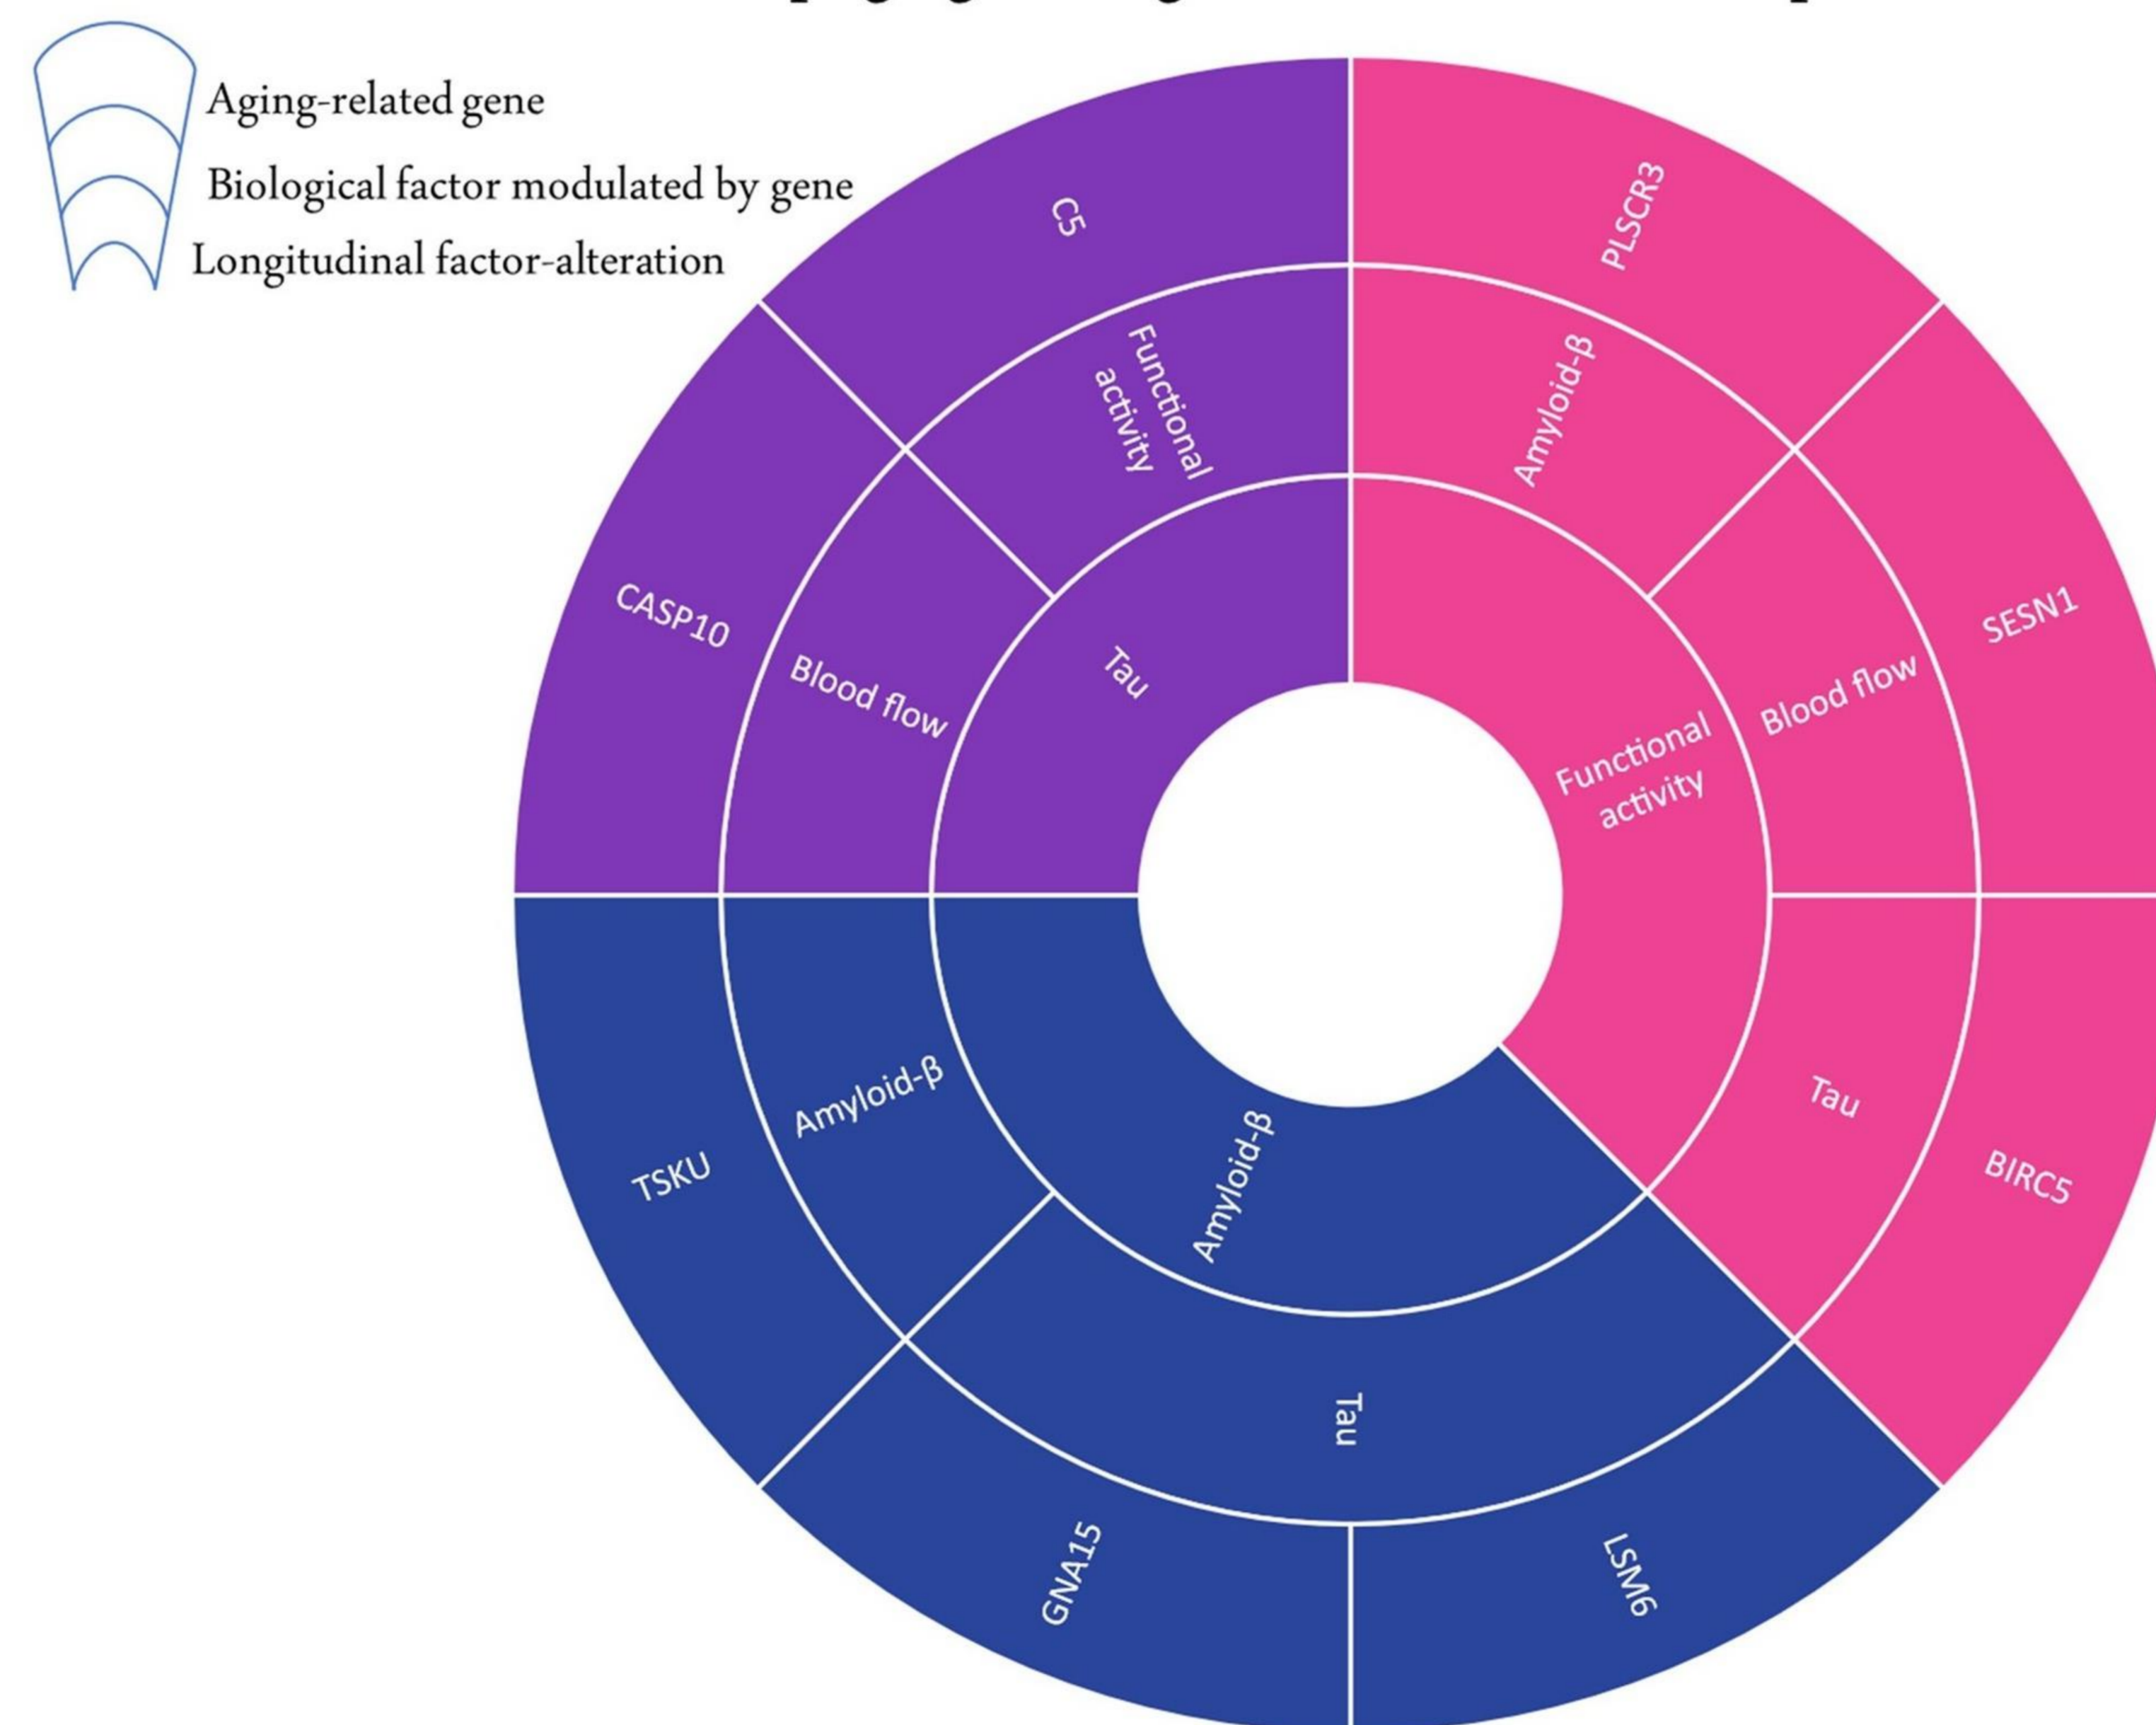 Aging-related gene
Biological factor modulated by gene
Longitudinal factor-alteration
C5
PLSCR3
Functional
activity
Amyloid-β
CASP10
SESN1
Blood flow
Blood flow
Tau
Functional
activity
Amyloid-β
Tau
TSKU
BIRC5
Amyloid-β
Tau
GNA15
LSM6